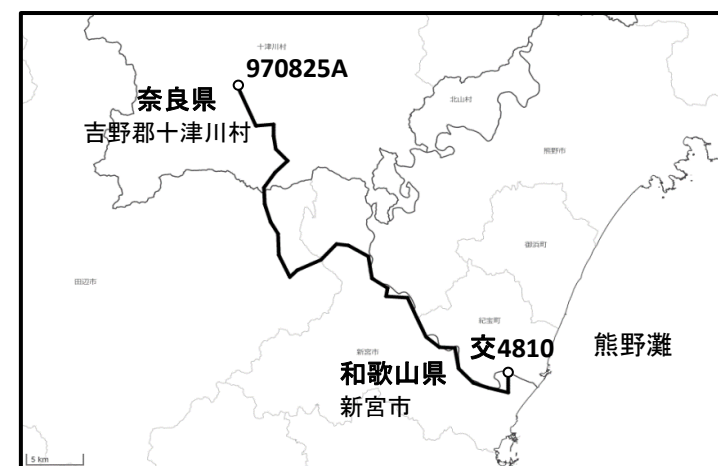 十津川村
970825A
奈良県
吉野郡十津川村
北山村
熊野市
御浜町
田辺市
紀宝町
新宮市
交4810
熊野灘
和歌山県
新宮市
5 km